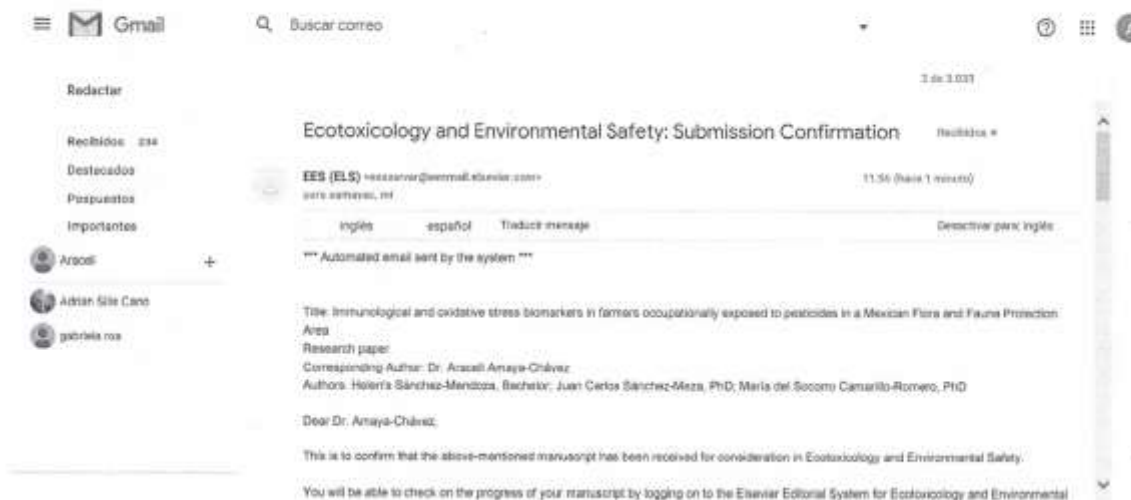 Gmail
Buscar correo
3 de 3.033
Redactar
Ecotoxicology and Environmental Safety: Submission Confirmation
Recibidos
Recibidos 234
Destacados
EES (ELS)
11:56 (hace 1 minuto)
Pospuestos
Importantes
inglés español Traducir mensaje
Desactivar para: inglés
Araceli +
*** Automated email sent by the system ***
Adrian Silie Cano
gabriela roa
Title: Immunological and oxidative stress biomarkers in farmers occupationally exposed to pesticides in a Mexican Flora and Fauna Protection
Area
Research paper
Corresponding Author: Dr. Araceli Amaya-Chávez
Authors: Helerís Sánchez-Mendoza, Bachelor; Juan Carlos Sánchez-Meza, PhD; María del Socorro Camarillo-Romero, PhD
Dear Dr. Amaya-Chávez,
This is to confirm that the above-mentioned manuscript has been received for consideration in Ecotoxicology and Environmental Safety.
You will be able to check on the progress of your manuscript by logging on to the Elsevier Editorial System for Ecotoxicology and Environmental